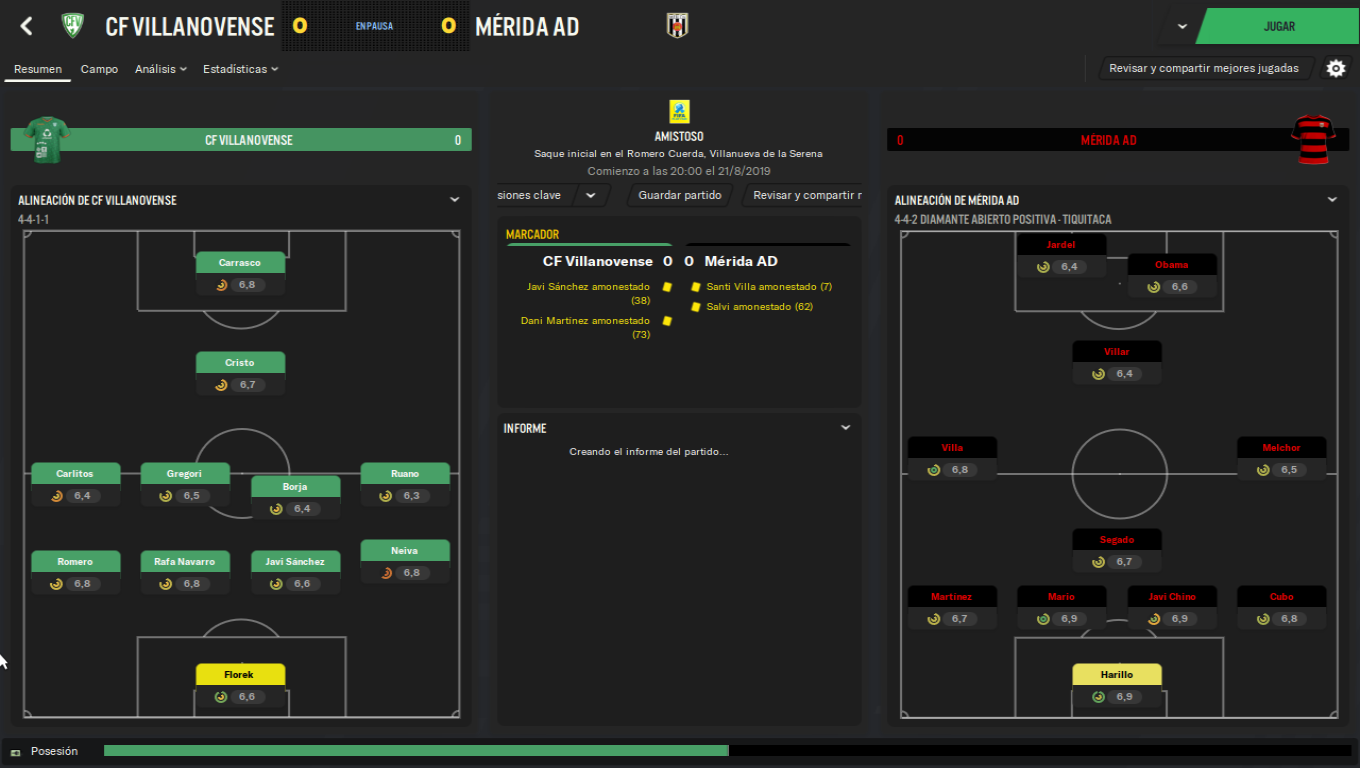 CF VILLANOVENSE 0 EN PAUSA 0 MÉRIDA AD
JUGAR
Resumen Campo Análisis Estadísticas
Revisar y compartir mejores jugadas
CF VILLANOVENSE 0
ALINEACIÓN DE CF VILLANOVENSE
4-4-1-1
Carrasco
6,8
Cristo
6,7
Carlitos
6,4
Gregori
6,5
Borja
6,4
Ruano
6,3
Romero
6,8
Rafa Navarro
6,8
Javi Sánchez
6,6
Neiva
6,8
Florek
6,6
AMISTOSO
Saque inicial en el Romero Cuerda, Villanueva de la Serena
Comienzo a las 20:00 el 21/8/2019
siones clave
Guardar partido
Revisar y compartir r
MARCADOR
CF Villanovense 0 0 Mérida AD
Javi Sánchez amonestado
(38)
Dani Martínez amonestado
(73)
Santi Villa amonestado (7)
Salvi amonestado (62)
INFORME
Creando el informe del partido...
0 MÉRIDA AD
ALINEACIÓN DE MÉRIDA AD
4-4-2 DIAMANTE ABIERTO POSITIVA - TIQUITACA
Jardel
6,4
Obama
6,6
Villar
6,4
Villa
6,8
Melchor
6,5
Segado
6,7
Martínez
6,7
Mario
6,9
Javi Chino
6,9
Cubo
6,8
Harillo
6,9
Posesión